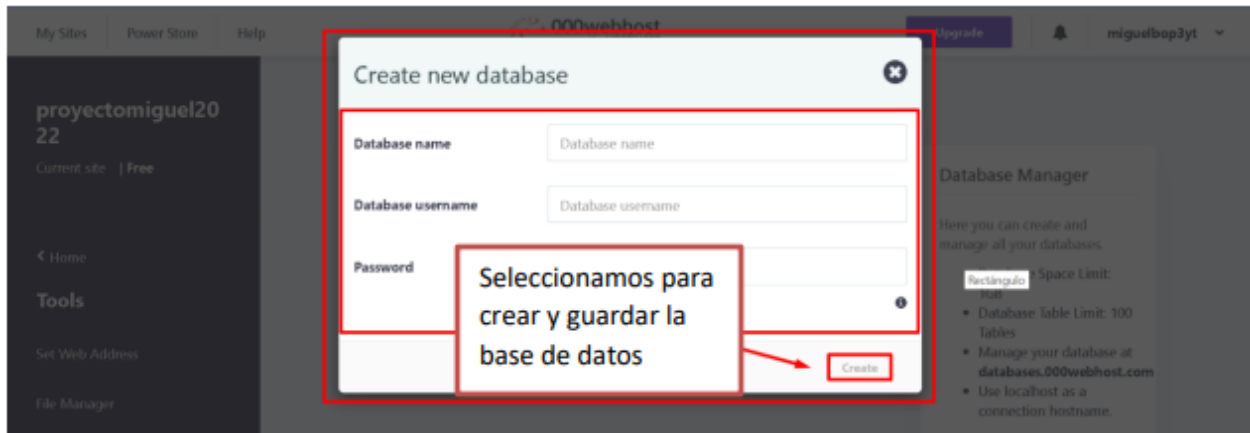 My Sites
Power Store
Help
000webhost
Upgrade
miguelbop3yt
proyectomiguel20
22
Current site | Free
Home
Tools
Set Web Address
File Manager
Create new database
Database name
Database name
Database username
Database username
Password
Seleccionamos para
crear y guardar la
base de datos
Create
Database Manager
Here you can create and
manage all your databases.
Space Limit:
Rectángulo
Database Table Limit: 100
Tables
Manage your database at
databases.000webhost.com
Use localhost as a
connection hostname.